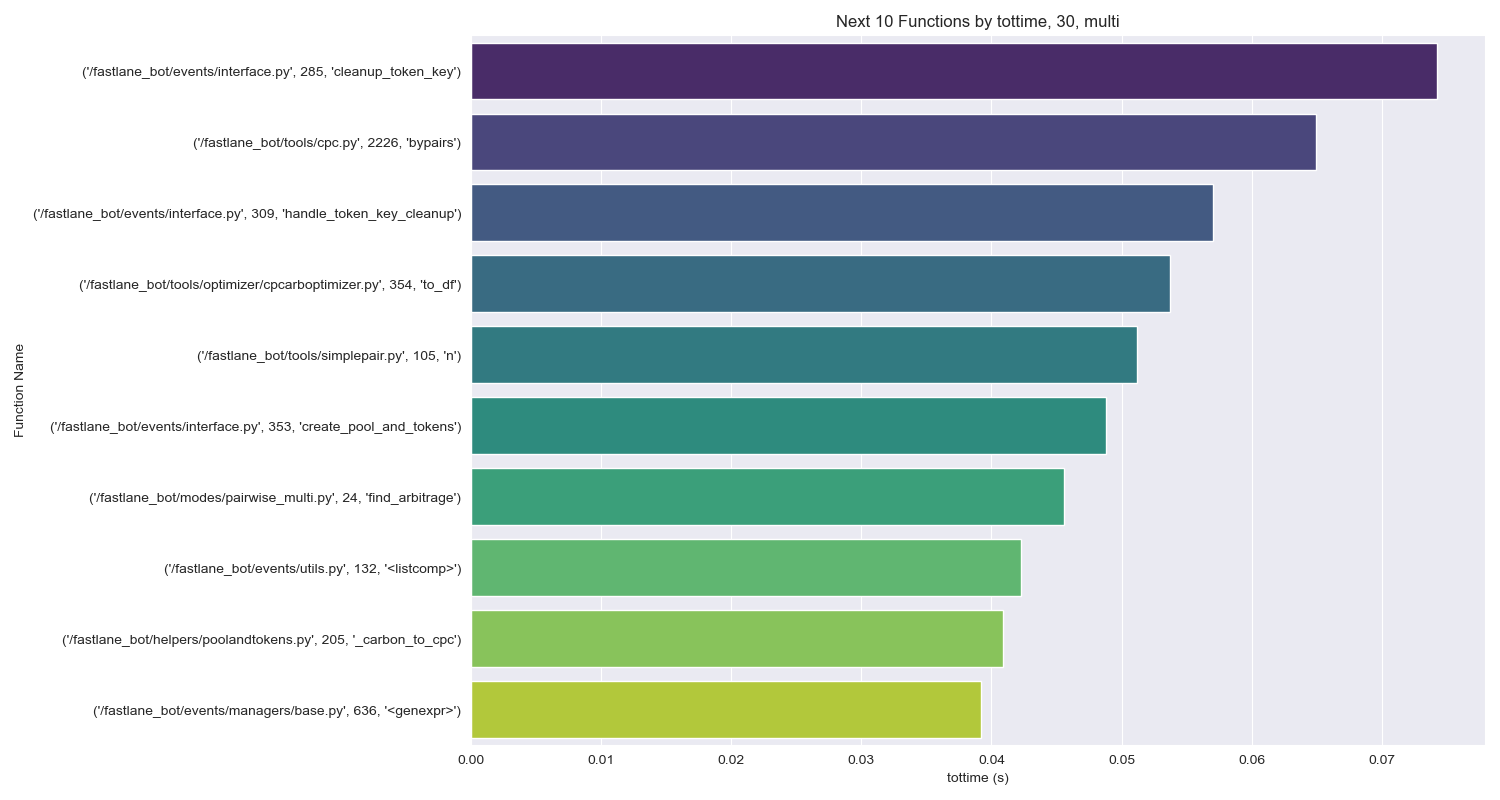 Next 10 Functions by tottime, 30, multi
('/fastlane_bot/events/interface.py', 285, 'cleanup_token_key')
('/fastlane_bot/tools/cpc.py', 2226, 'bypairs')
('/fastlane_bot/events/interface.py', 309, 'handle_token_key_cleanup')
('/fastlane_bot/tools/optimizer/cpcarboptimizer.py', 354, 'to_df')
('/fastlane_bot/tools/simplepair.py', 105, 'n')
('/fastlane_bot/events/interface.py', 353, 'create_pool_and_tokens')
('/fastlane_bot/modes/pairwise_multi.py', 24, 'find_arbitrage')
('/fastlane_bot/events/utils.py', 132, '<listcomp>')
('/fastlane_bot/helpers/poolandtokens.py', 205, '_carbon_to_cpc')
('/fastlane_bot/events/managers/base.py', 636, '<genexpr>')
Function Name
0.00 0.01 0.02 0.03 0.04 0.05 0.06 0.07
tottime (s)